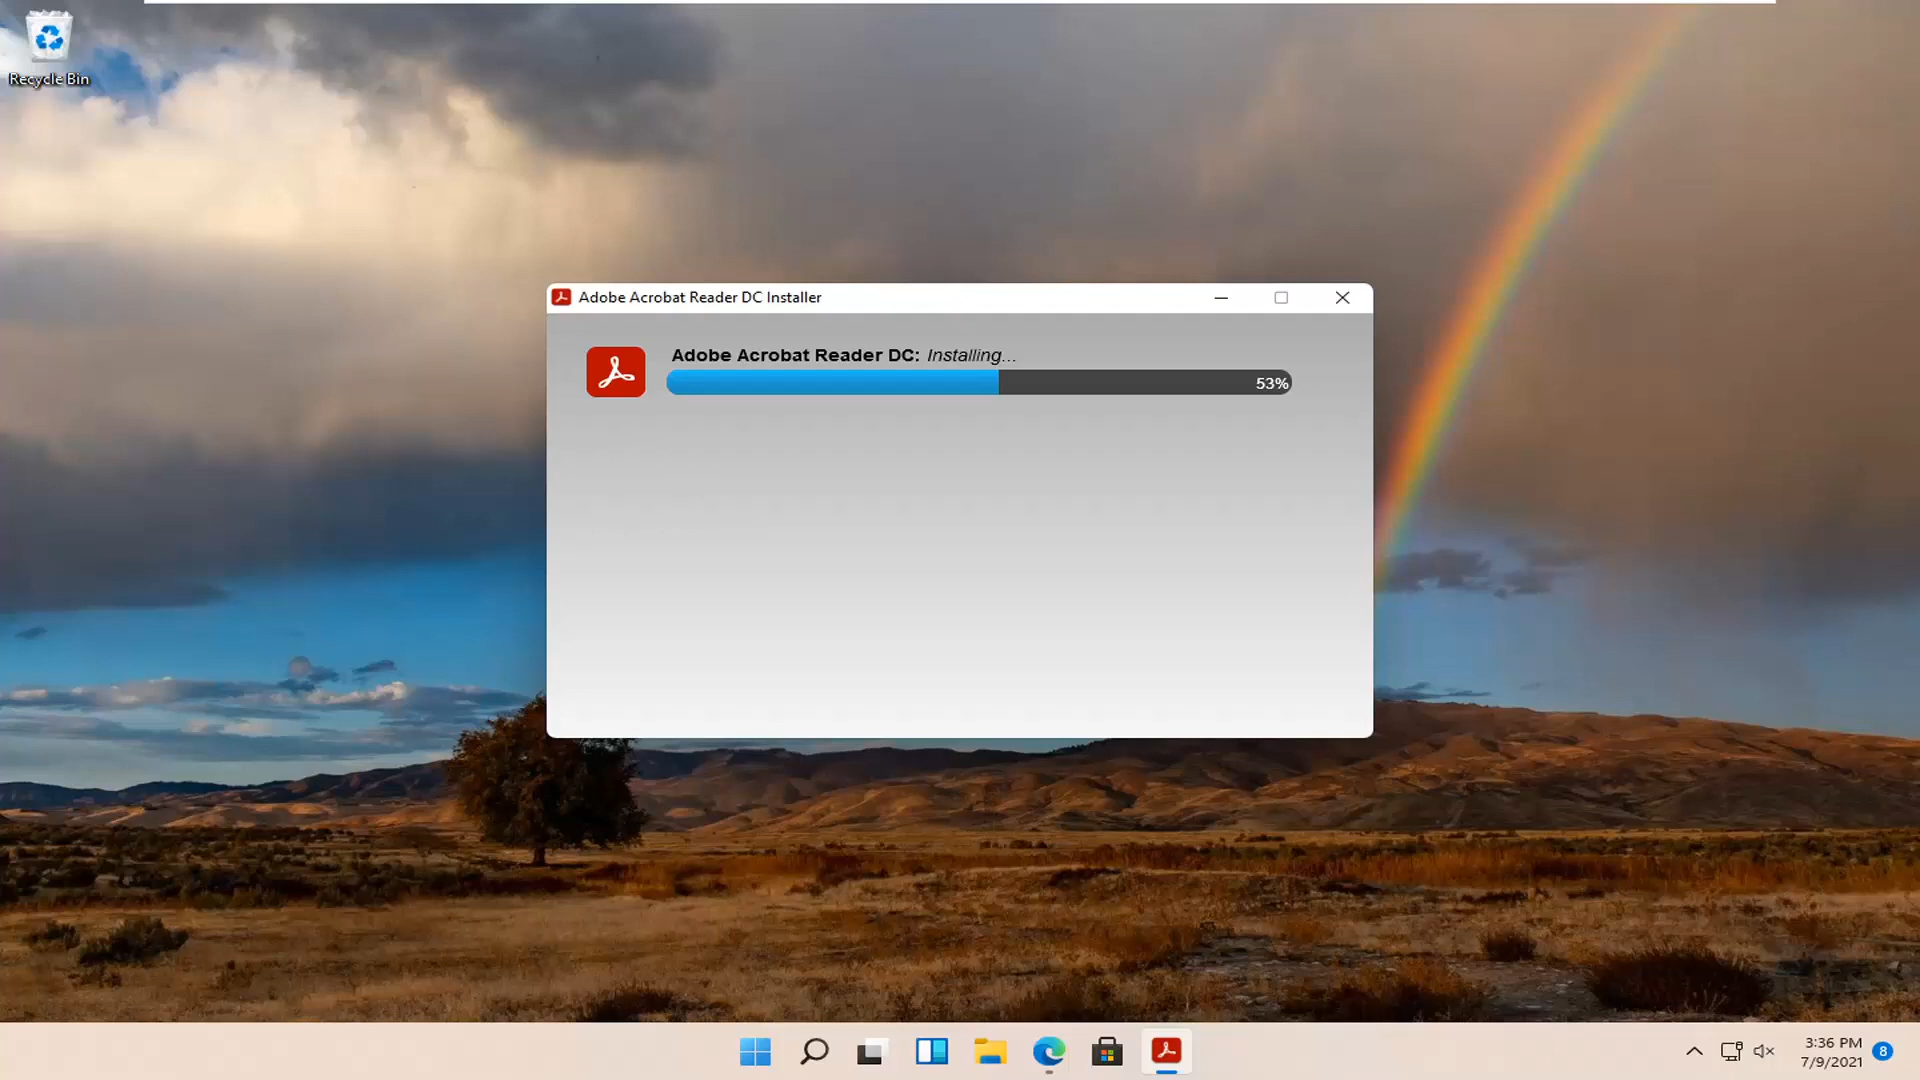 Recycle Bin
Adobe Acrobat Reader DC Installer
Adobe Acrobat Reader DC: Installing...
53%
3:36 PM
7/9/2021
8